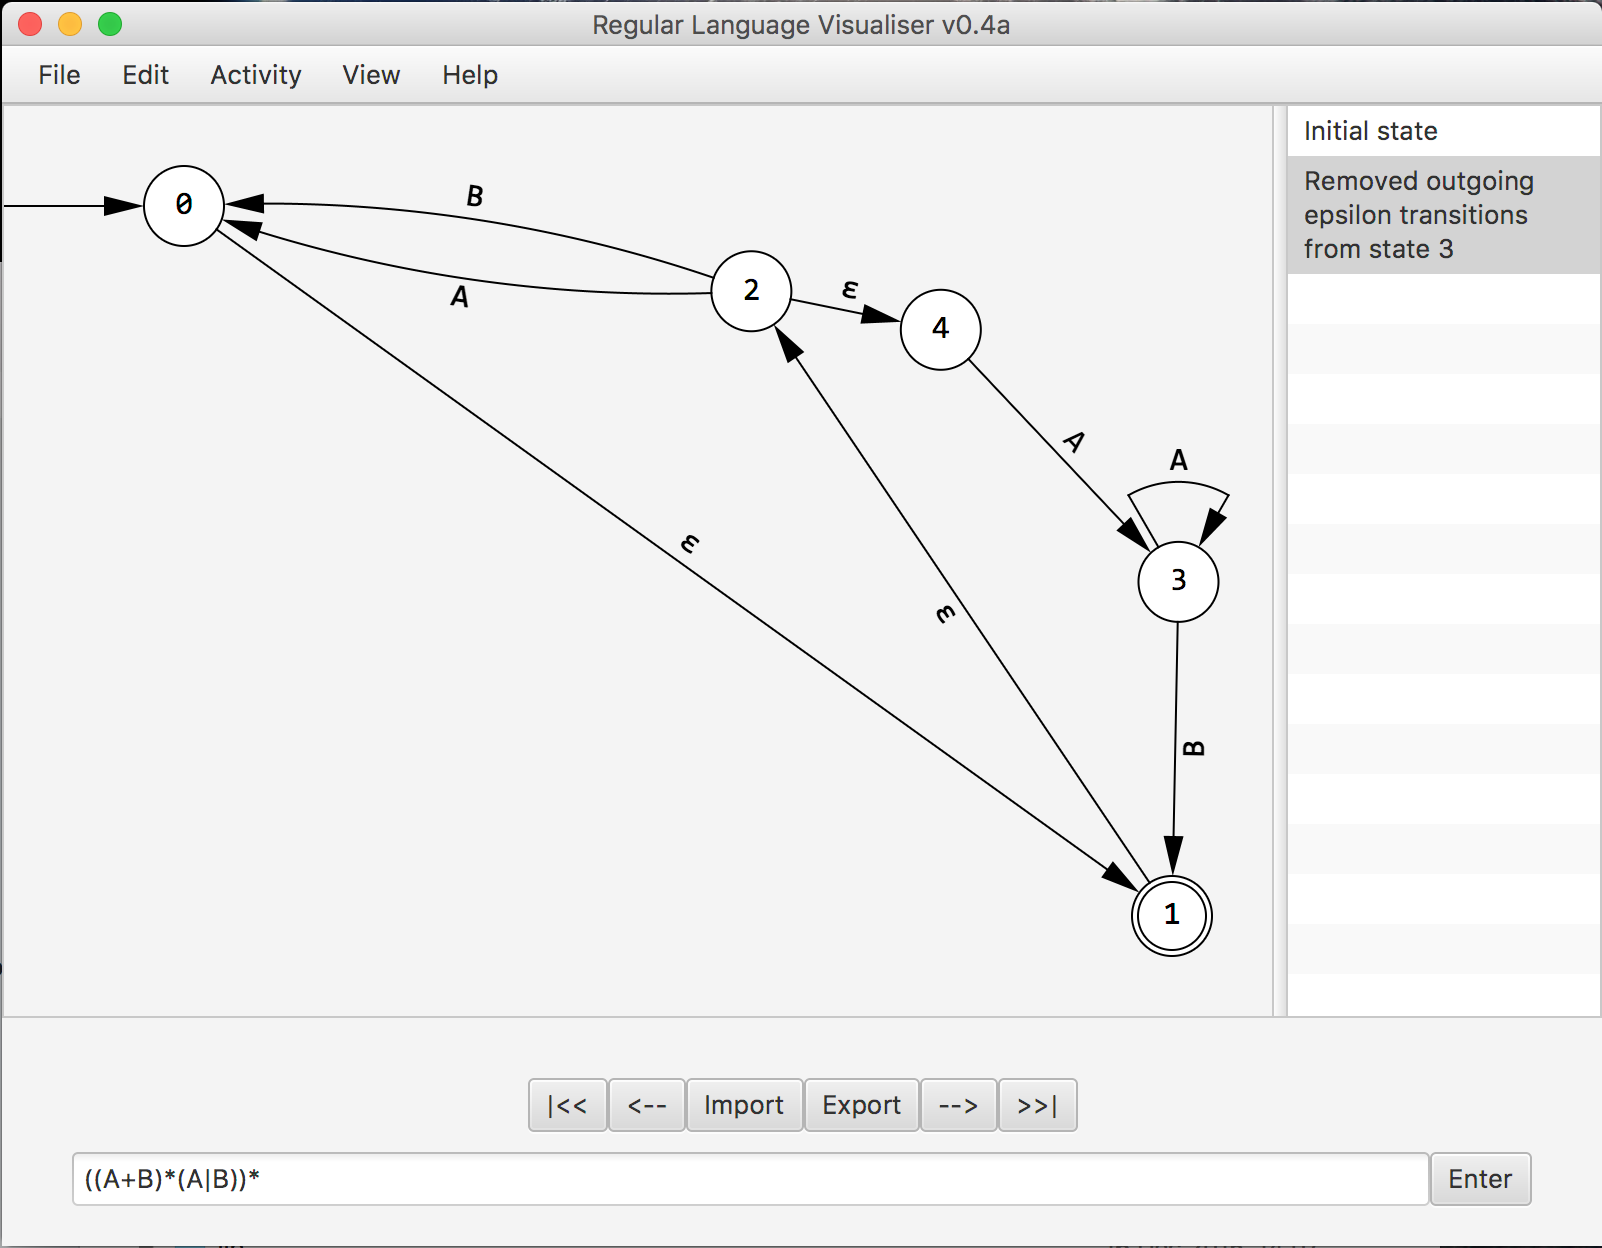 Regular Language Visualiser v0.4a
File Edit Activity View Help
Initial state
Removed outgoing
epsilon transitions
from state 3
0
B
A
2
ε
4
A
A
3
ε
ε
B
1
|<< <-- Import Export --> >>|
((A+B)*(A|B))* Enter